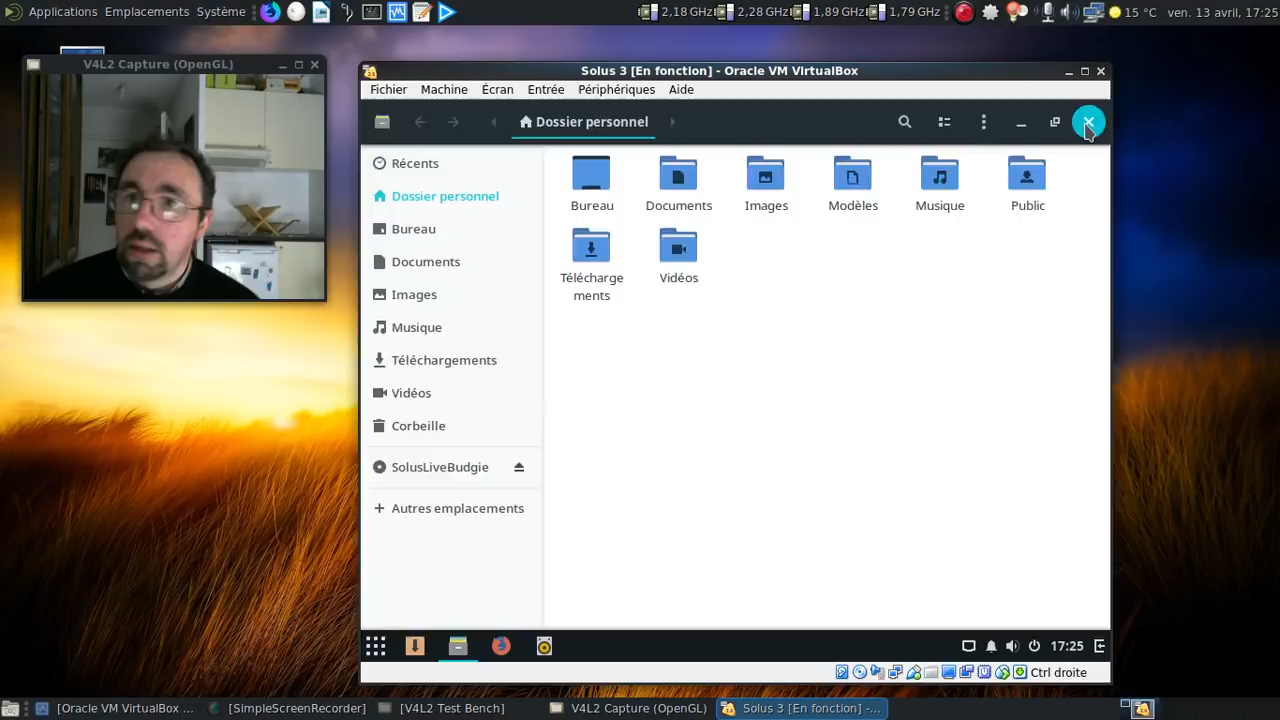 Applications Emplacements Système
2,18 GHz 2,28 GHz 1,89 GHz 1,79 GHz
15 °C ven. 13 avril, 17:25
V4L2 Capture (OpenGL)
Solus 3 [En fonction] - Oracle VM VirtualBox
Fichier Machine Écran Entrée Périphériques Aide
Dossier personnel
Récents
Dossier personnel
Bureau
Documents
Images
Musique
Téléchargements
Vidéos
Corbeille
SolusLiveBudgie
Autres emplacements
Bureau Documents Images Modèles Musique Public
Télécharge
ments
Vidéos
17:25
Ctrl droite
[Oracle VM VirtualBox ... [SimpleScreenRecorder] [V4L2 Test Bench] V4L2 Capture (OpenGL) Solus 3 [En fonction] -...